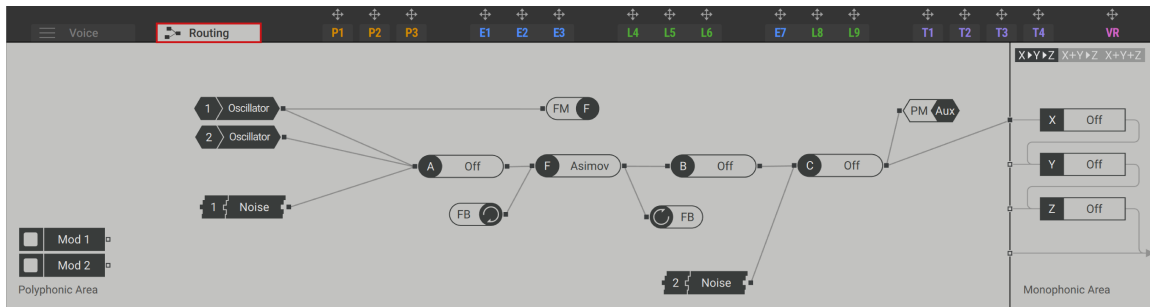 Voice Routing P1 P2 P3 E1 E2 E3 L4 L5 L6 E7 L8 L9 T1 T2 T3 T4 VR
X▸Y▸Z X+Y▸Z X+Y+Z
1 Oscillator FM F PM Aux
X Off
2 Oscillator
A Off F Asimov B Off C Off Y Off
1 Noise FB FB Z Off
Mod 1
Mod 2
2 Noise
Polyphonic Area Monophonic Area